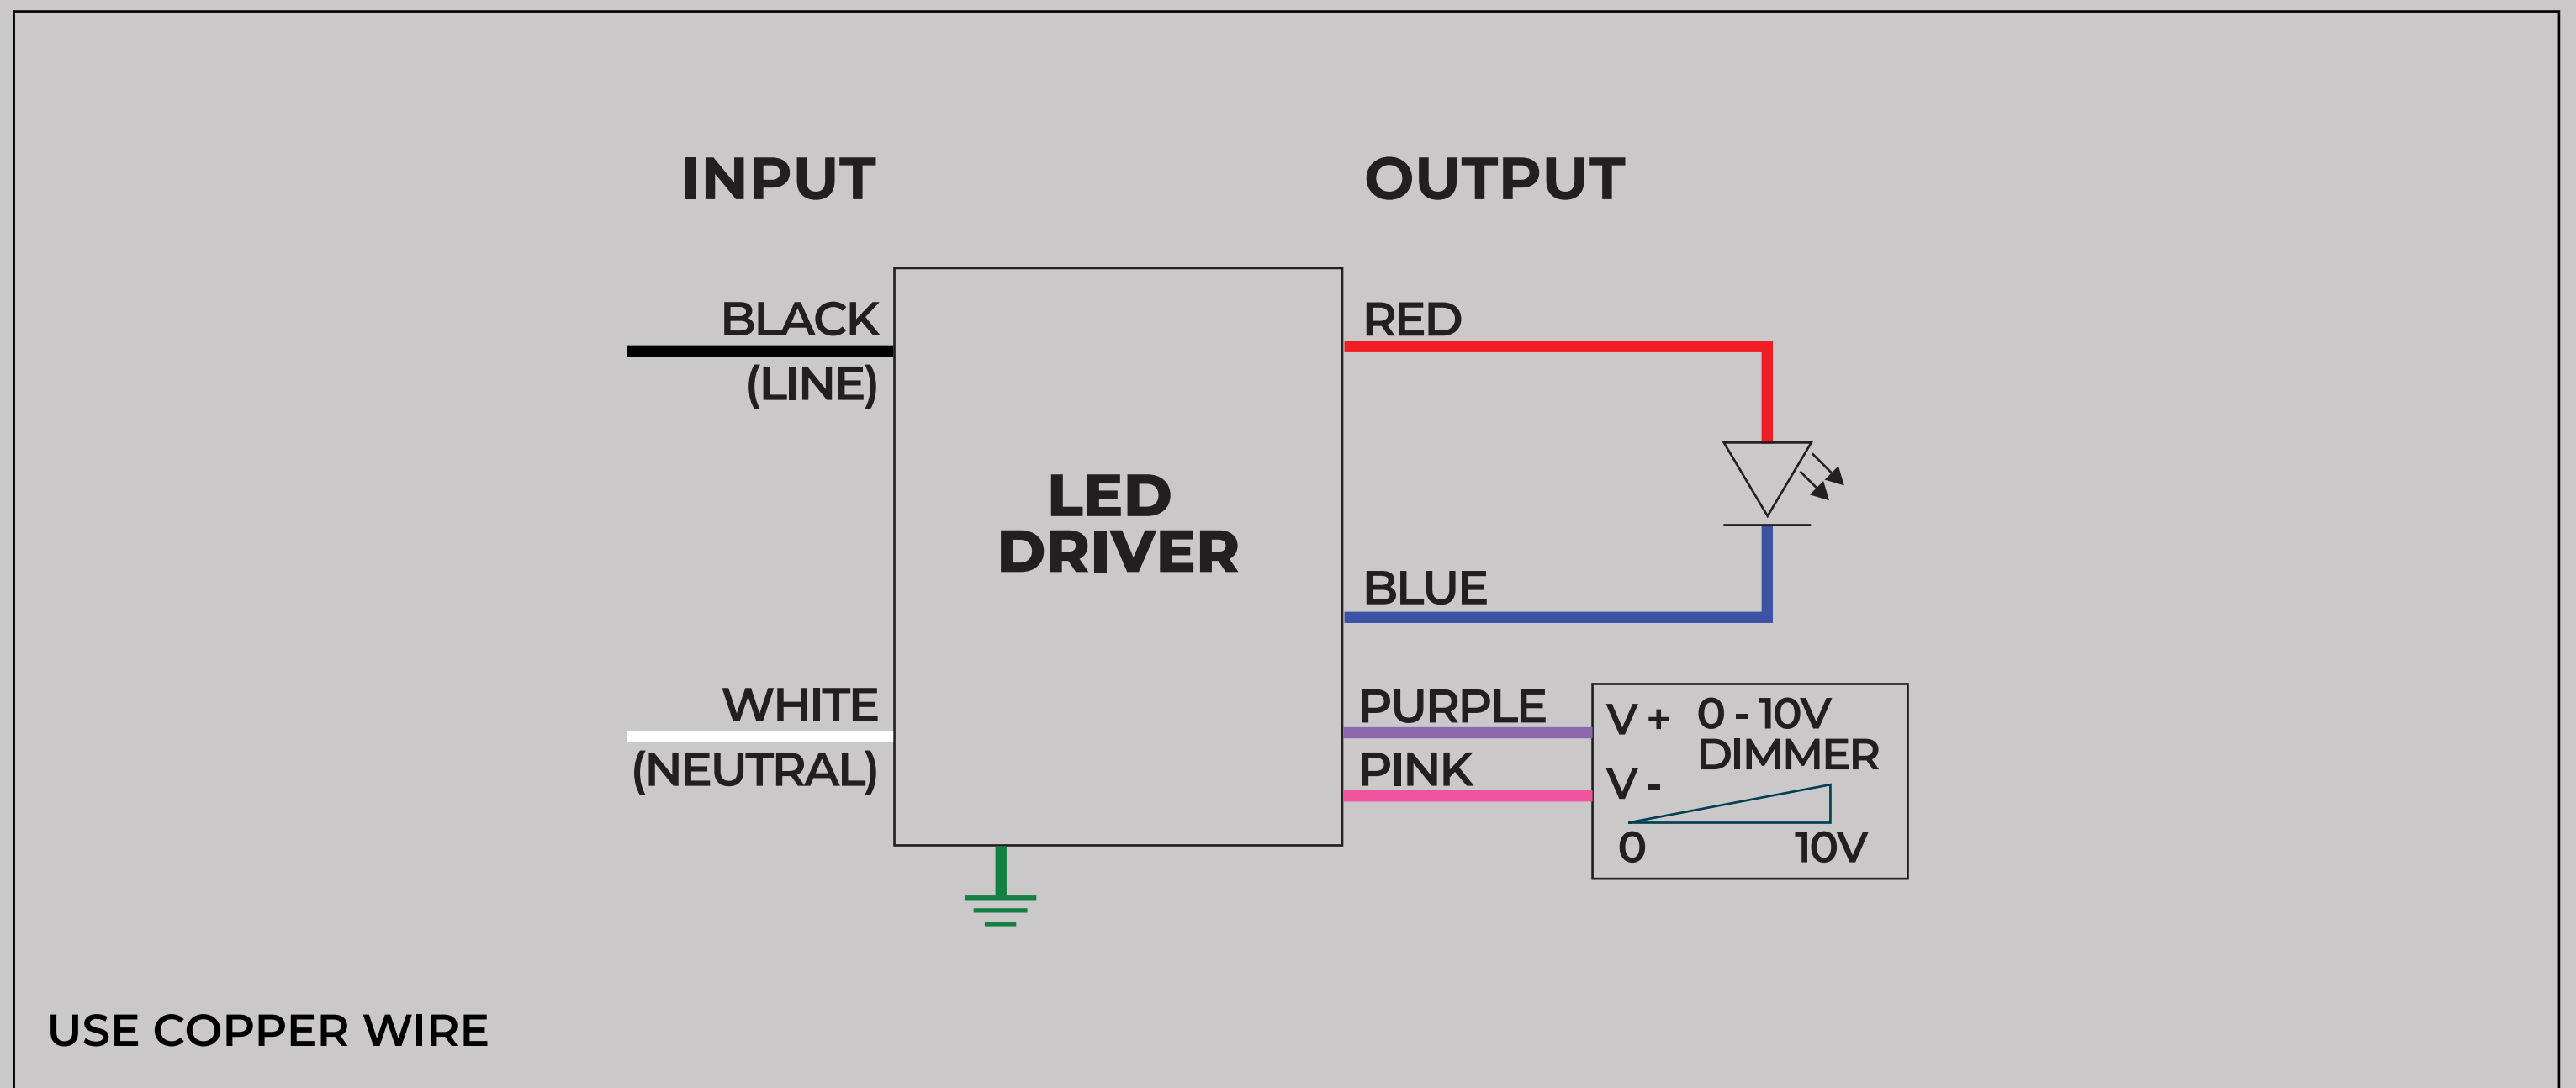 INPUT
OUTPUT
BLACK
(LINE)
RED
LED
DRIVER
BLUE
WHITE
(NEUTRAL)
PURPLE
PINK
V +
0 - 10V
DIMMER
V -
0
10V
USE COPPER WIRE